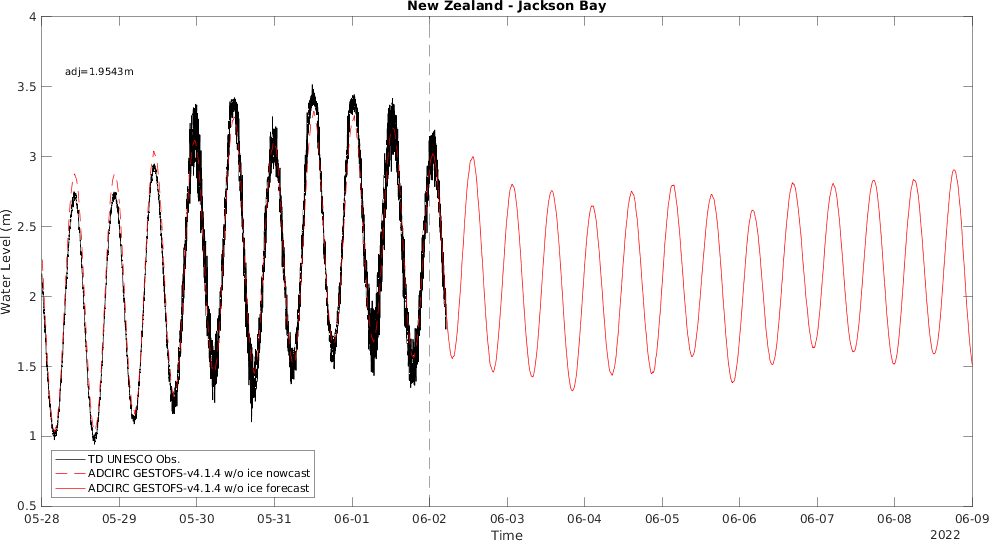 New Zealand - Jackson Bay
adj=1.9543m
Water Level (m)
4
3.5
3
2.5
2
1.5
1
0.5
TD UNESCO Obs.
ADCIRC GESTOFS-v4.1.4 w/o ice nowcast
ADCIRC GESTOFS-v4.1.4 w/o ice forecast
05-28 05-29 05-30 05-31 06-01 06-02 06-03 06-04 06-05 06-06 06-07 06-08 06-09
Time
2022